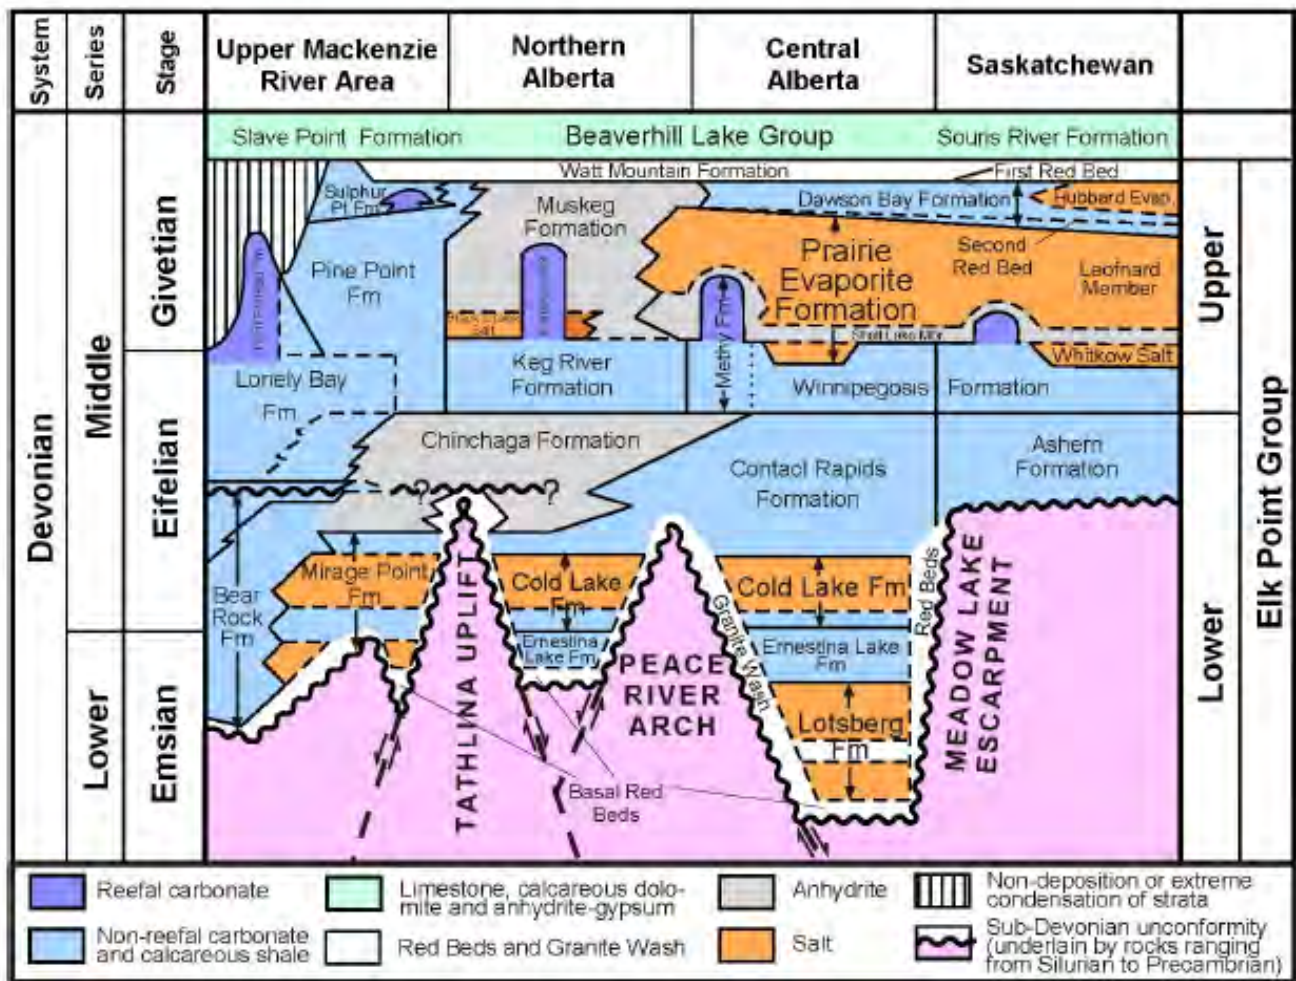 System
Series
Stage
Upper Mackenzie
River Area
Northern
Alberta
Central
Alberta
Saskatchewan
Devonian
Middle
Lower
Givetian
Eifelian
Emsian
Slave Point Formation
Beaverhill Lake Group
Souris River Formation
Watt Mountain Formation
First Red Bed
Sulphur
Pt Fm
Muskeg
Formation
Dawson Bay Formation
Hubbard Evap.
Pine Point
Fm
Prairie
Evaporite
Formation
Second
Red Bed
Leofnard
Member
Salt
Shell Lake Mbr
Methy Fm
Whitkow Salt
Lonely Bay
Fm
Keg River
Formation
Winnipegosis Formation
Chinchaga Formation
Contact Rapids
Formation
Ashern
Formation
? ?
Bear
Rock
Fm
Mirage Point
Fm
Cold Lake
Fm
Cold Lake Fm
Ernestina
Lake Fm
Ernestina Lake
Fm
Granite Wash
Red Beds
Lotsberg
Fm
TATHLINA UPLIFT
PEACE
RIVER
ARCH
MEADOW LAKE
ESCARPMENT
Basal Red
Beds
Upper
Lower
Elk Point Group
Reefal carbonate
Non-reefal carbonate
and calcareous shale
Limestone, calcareous dolo-
mite and anhydrite-gypsum
Red Beds and Granite Wash
Anhydrite
Salt
Non-deposition or extreme
condensation of strata
Sub-Devonian unconformity
(underlain by rocks ranging
from Silurian to Precambrian)